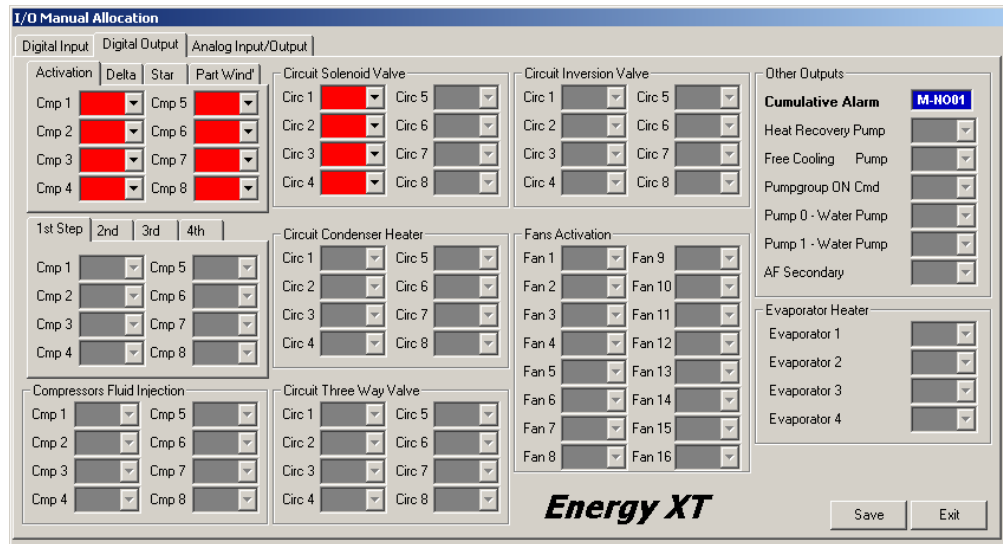 I/O Manual Allocation
Digital Input Digital Output Analog Input/Output
Activation Delta Star Part Wind'
Cmp 1 Cmp 5
Cmp 2 Cmp 6
Cmp 3 Cmp 7
Cmp 4 Cmp 8
1st Step 2nd 3rd 4th
Cmp 1 Cmp 5
Cmp 2 Cmp 6
Cmp 3 Cmp 7
Cmp 4 Cmp 8
Compressors Fluid Injection
Cmp 1 Cmp 5
Cmp 2 Cmp 6
Cmp 3 Cmp 7
Cmp 4 Cmp 8
Circuit Solenoid Valve
Circ 1 Circ 5
Circ 2 Circ 6
Circ 3 Circ 7
Circ 4 Circ 8
Circuit Condenser Heater
Circ 1 Circ 5
Circ 2 Circ 6
Circ 3 Circ 7
Circ 4 Circ 8
Circuit Three Way Valve
Circ 1 Circ 5
Circ 2 Circ 6
Circ 3 Circ 7
Circ 4 Circ 8
Circuit Inversion Valve
Circ 1 Circ 5
Circ 2 Circ 6
Circ 3 Circ 7
Circ 4 Circ 8
Fans Activation
Fan 1 Fan 9
Fan 2 Fan 10
Fan 3 Fan 11
Fan 4 Fan 12
Fan 5 Fan 13
Fan 6 Fan 14
Fan 7 Fan 15
Fan 8 Fan 16
Other Outputs
Cumulative Alarm M-NO01
Heat Recovery Pump
Free Cooling Pump
Pumpgroup ON Cmd
Pump 0 - Water Pump
Pump 1 - Water Pump
AF Secondary
Evaporator Heater
Evaporator 1
Evaporator 2
Evaporator 3
Evaporator 4
Energy XT
Save Exit